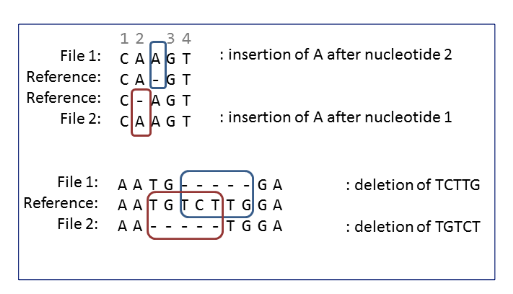 1 2 3 4
File 1: C A A G T : insertion of A after nucleotide 2
Reference: C A - G T
Reference: C - A G T
File 2: C A A G T : insertion of A after nucleotide 1
File 1: A A T G - - - - - G A : deletion of TCTTG
Reference: A A T G T C T T G G A
File 2: A A - - - - - T G G A : deletion of TGTCT